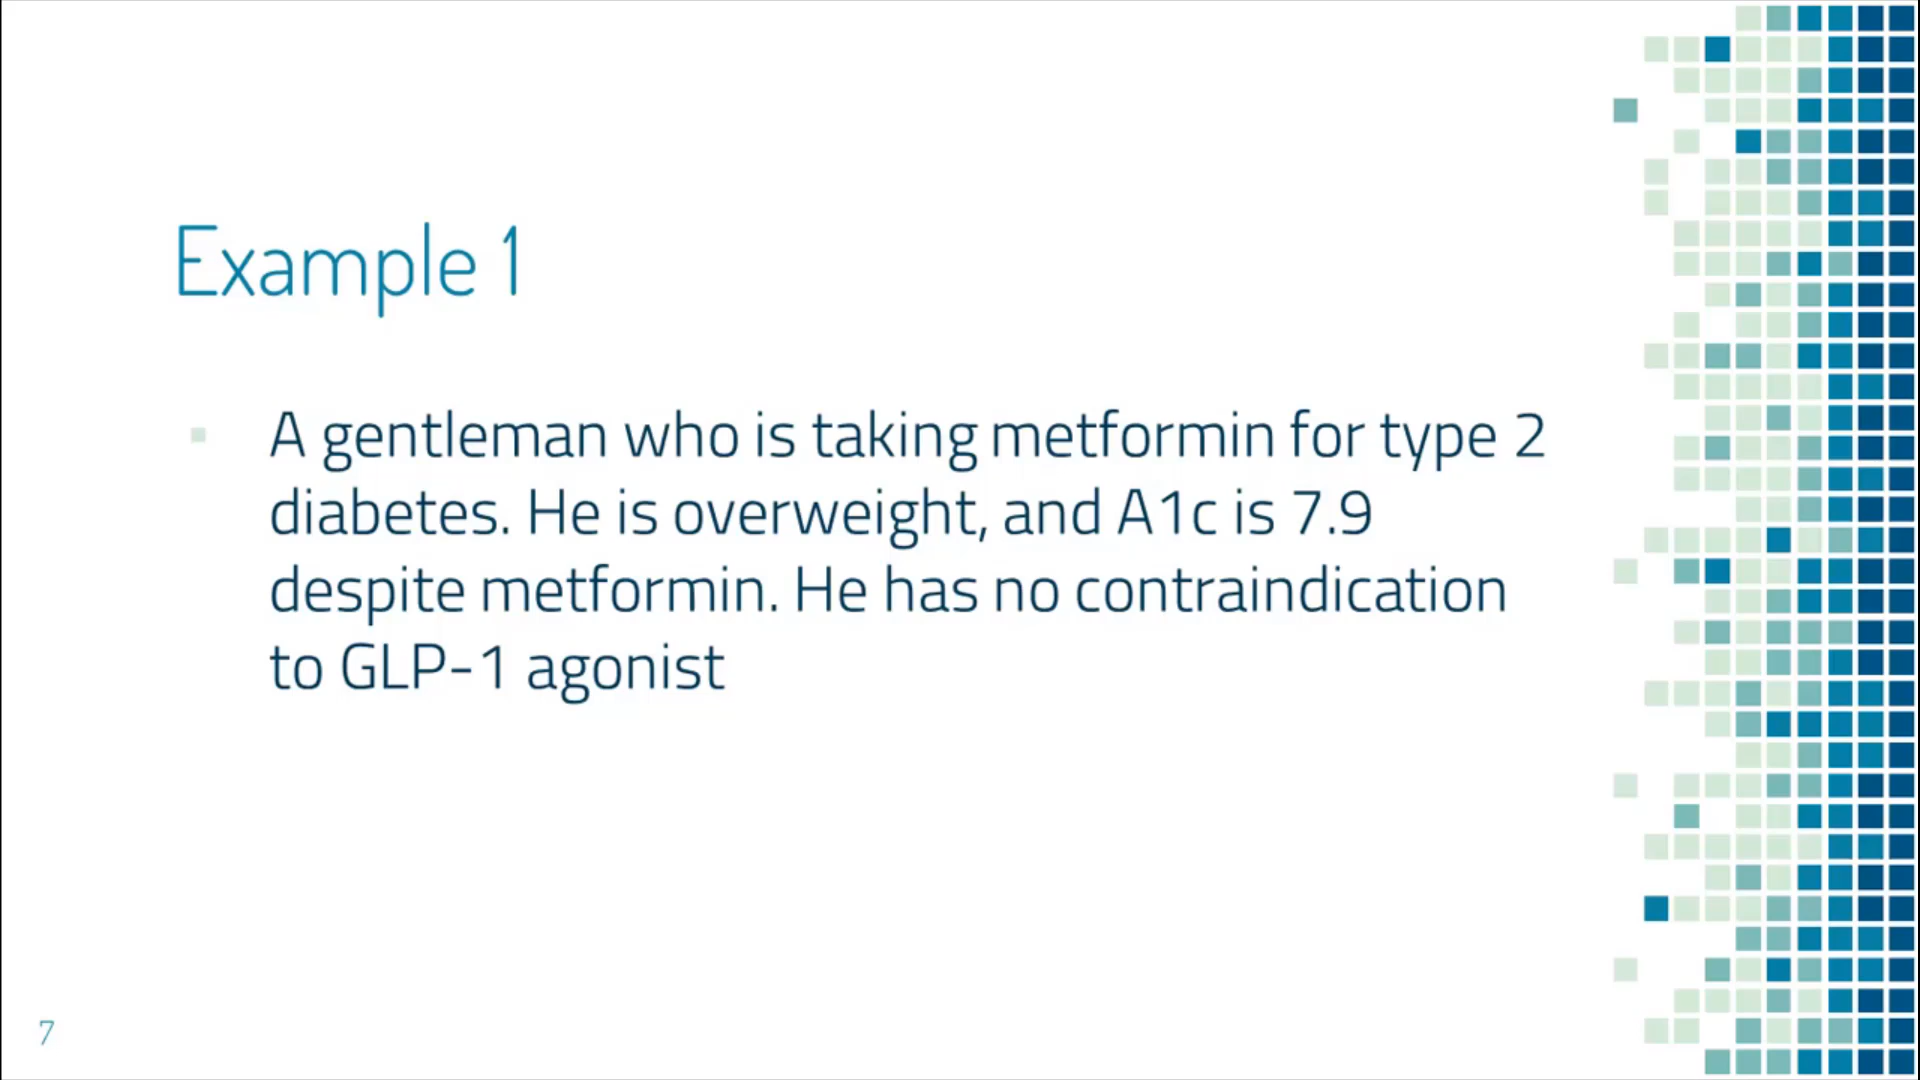 Example 1
A gentleman who is taking metformin for type 2
diabetes. He is overweight, and A1c is 7.9
despite metformin. He has no contraindication
to GLP-1 agonist
7